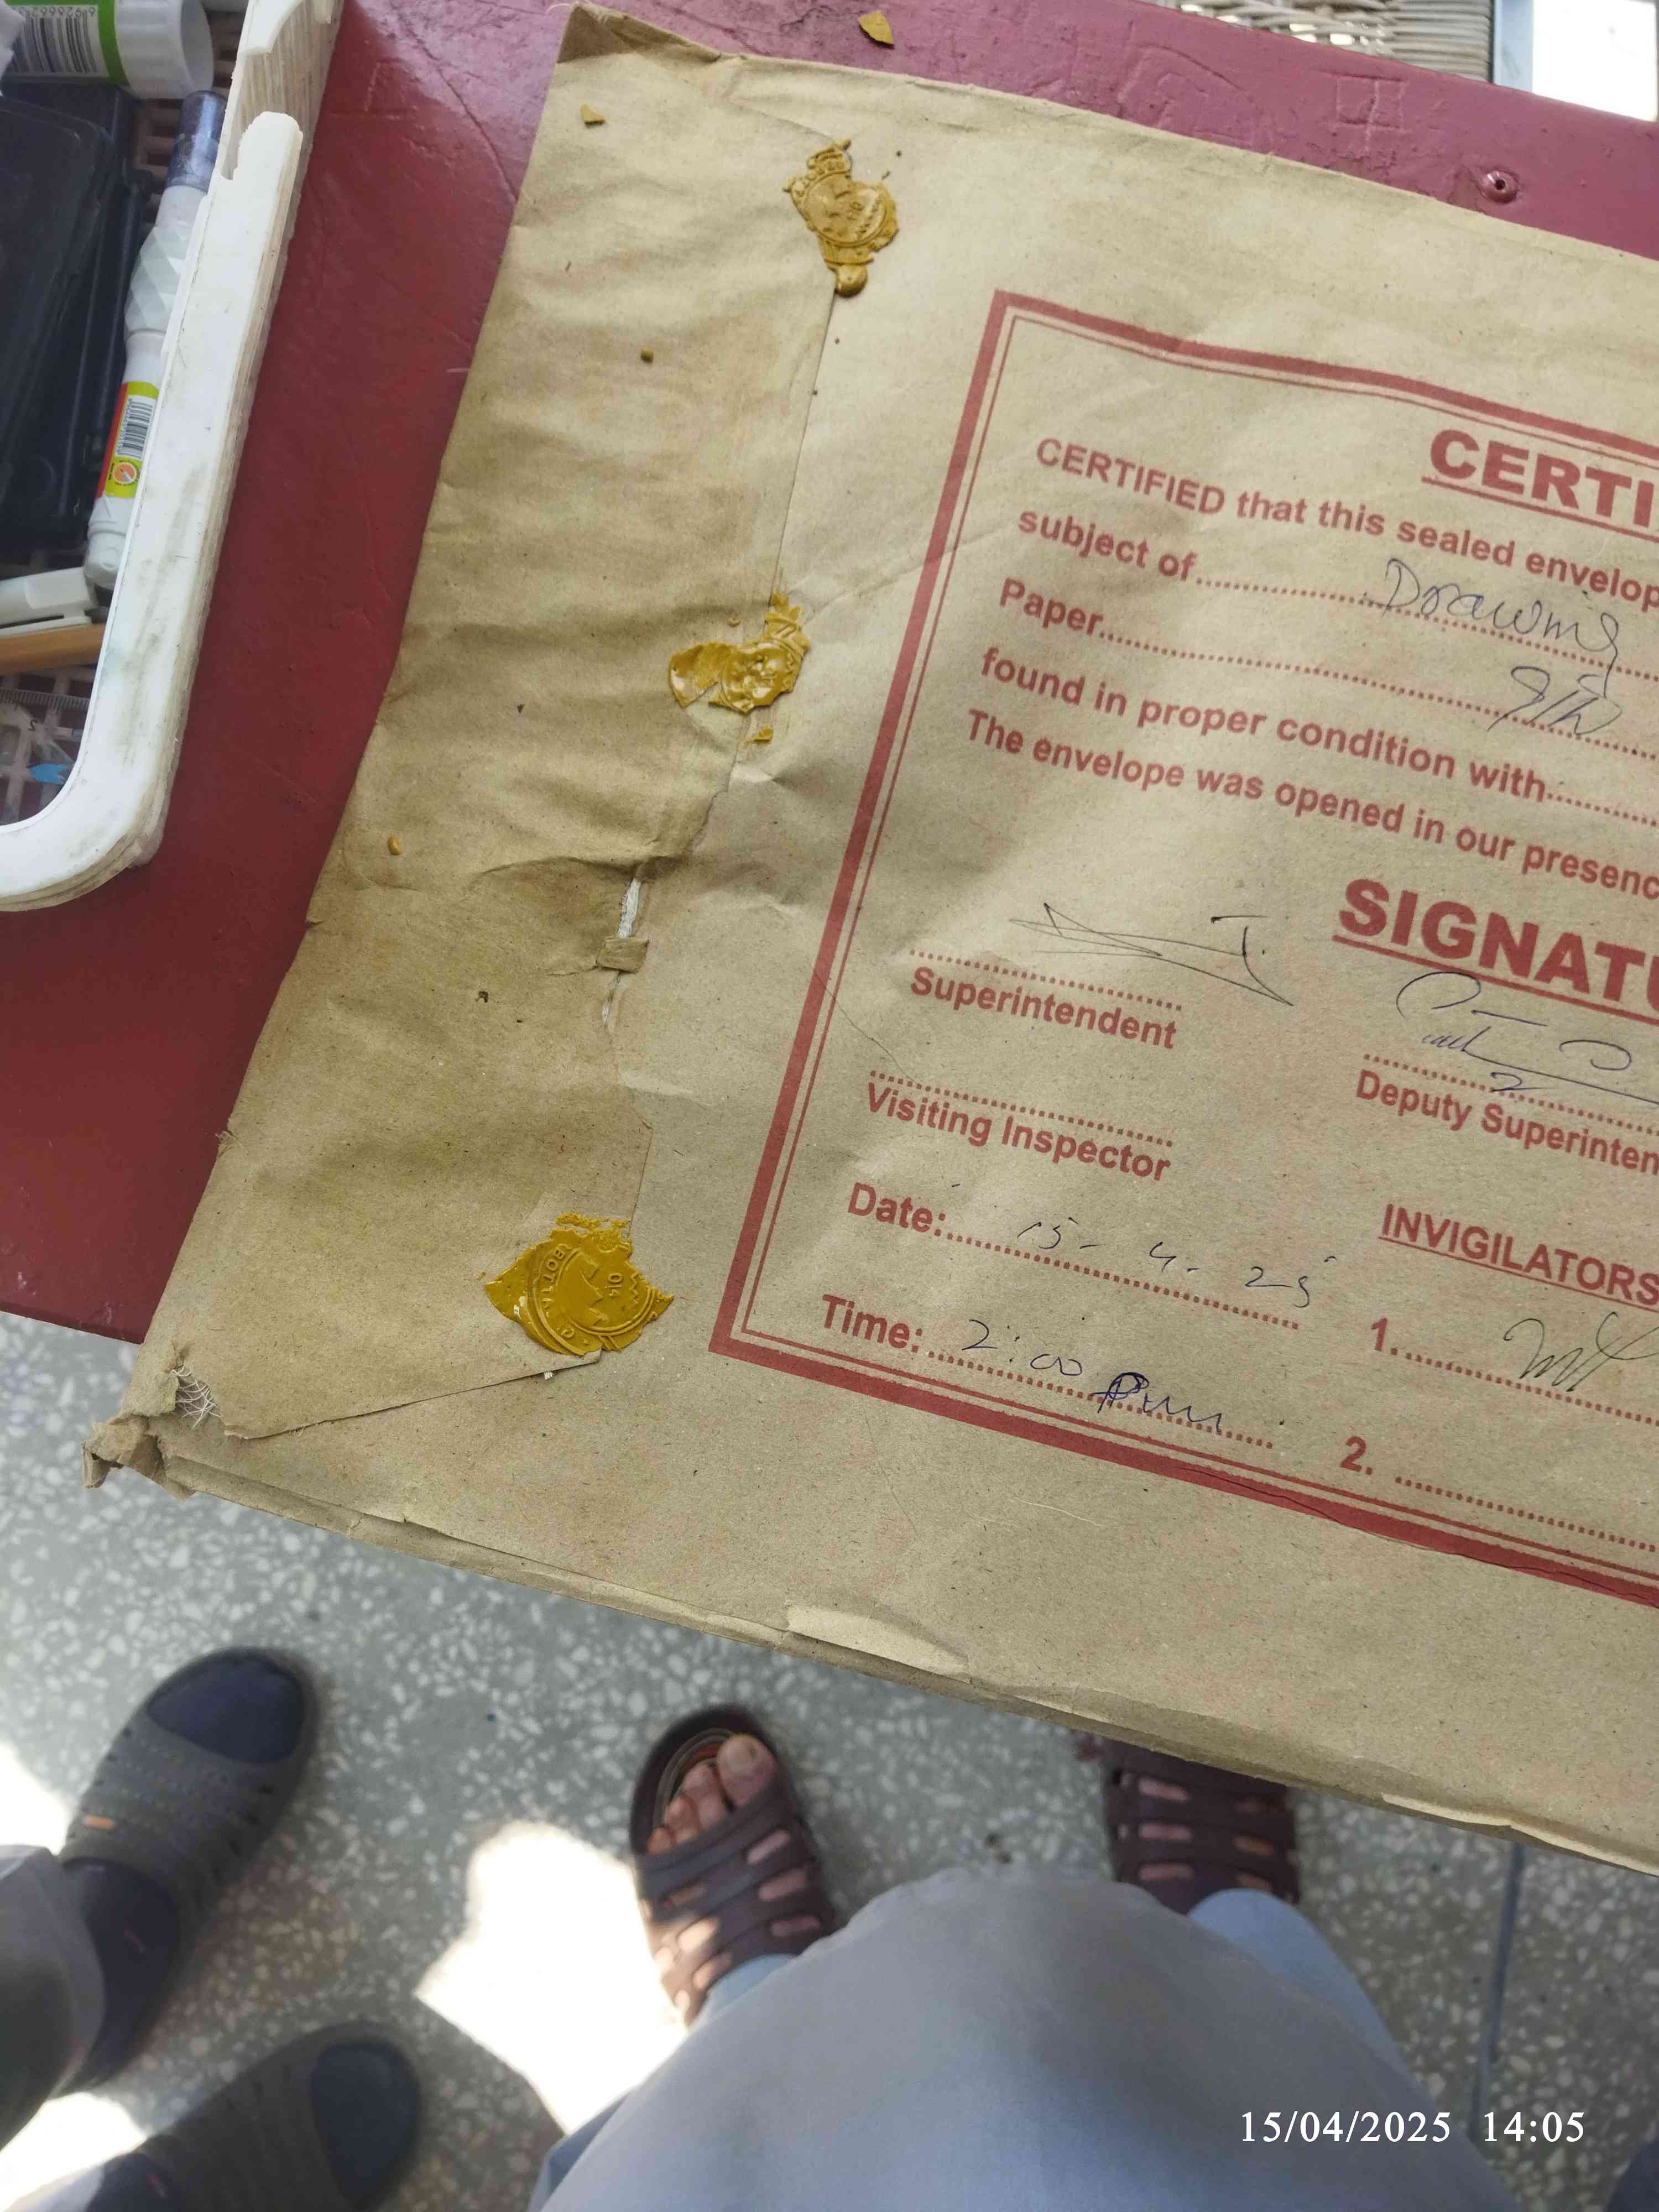 CERTI
CERTIFIED that this sealed envelop
subject of Drawing
Paper 9th
found in proper condition with
The envelope was opened in our presenc
SIGNATU
Superintendent
Deputy Superinten
Visiting Inspector
Date: 15-4-25
INVIGILATORS
Time: 2:00 Pm
1.
2.
15/04/2025 14:05